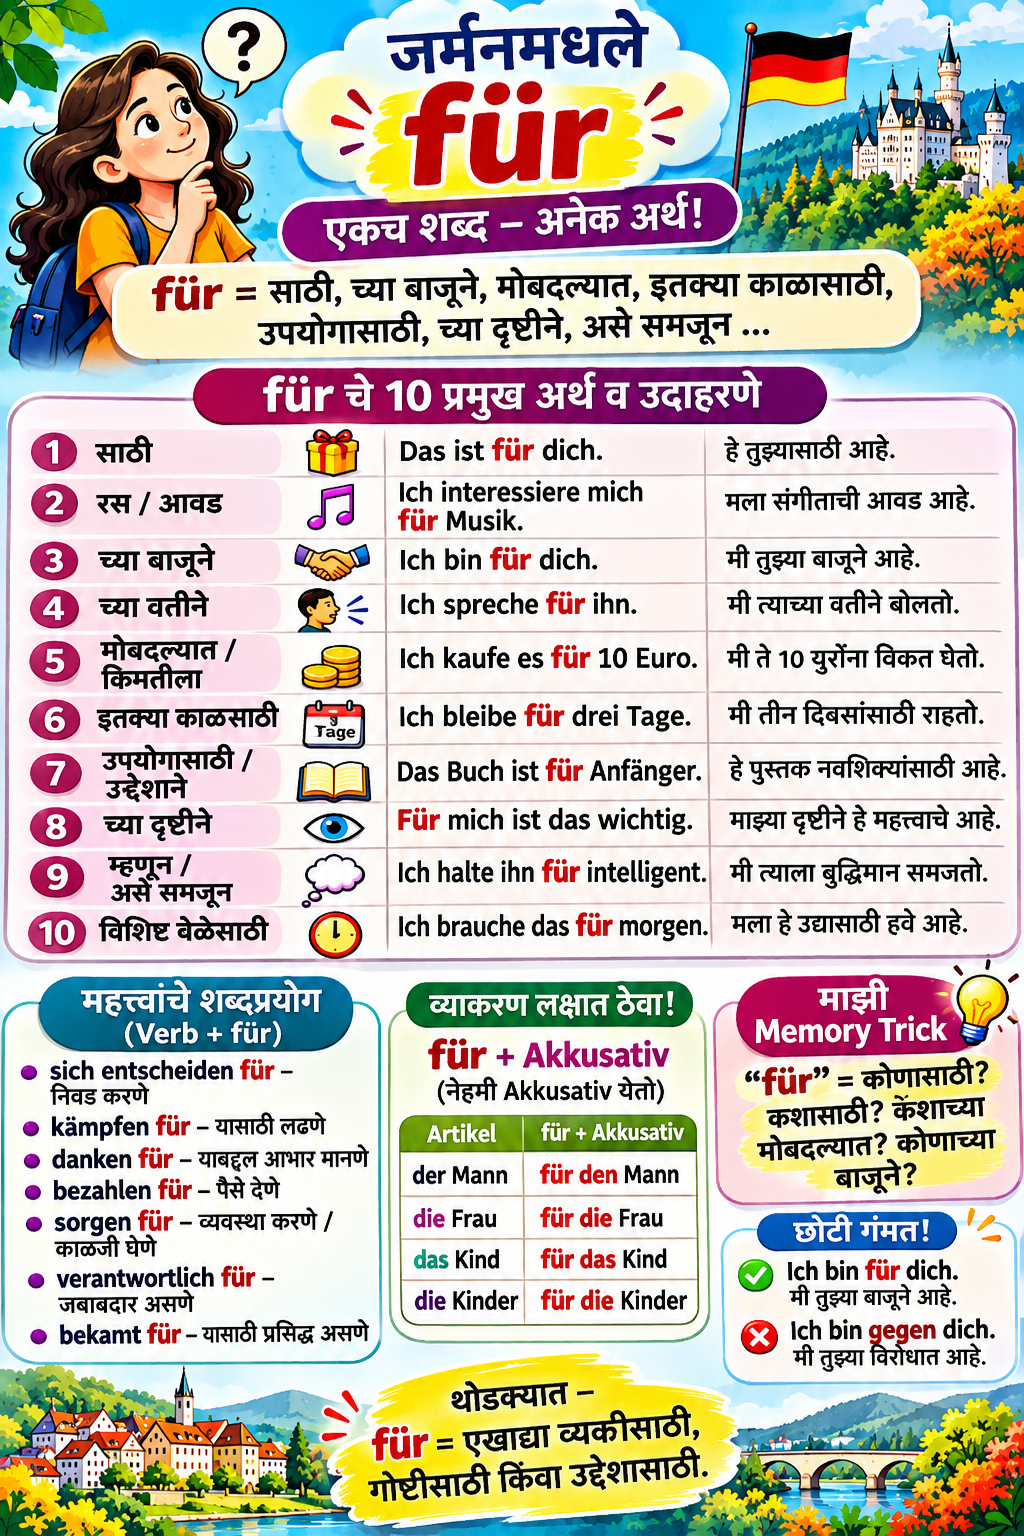 ?
जर्मनमधले
für
एकच शब्द – अनेक अर्थ!
für = साठी, च्या बाजूने, मोबदल्यात, इतक्या काळासाठी,
उपयोगासाठी, च्या दृष्टीने, असे समजून ...
für चे 10 प्रमुख अर्थ व उदाहरणे
1 साठी Das ist für dich. हे तुझ्यासाठी आहे.
2 रस / आवड Ich interessiere mich
für Musik. मला संगीताची आवड आहे.
3 च्या बाजूने Ich bin für dich. मी तुझ्या बाजूने आहे.
4 च्या वतीने Ich spreche für ihn. मी त्याच्या वतीने बोलतो.
5 मोबदल्यात /
किमतीला Ich kaufe es für 10 Euro. मी ते 10 युरोंना विकत घेतो.
6 इतक्या काळसाठी 3
Tage Ich bleibe für drei Tage. मी तीन दिवसांसाठी राहतो.
7 उपयोगासाठी /
उद्देशाने Das Buch ist für Anfänger. हे पुस्तक नवशिक्यांसाठी आहे.
8 च्या दृष्टीने Für mich ist das wichtig. माझ्या दृष्टीने हे महत्त्वाचे आहे.
9 म्हणून /
असे समजून Ich halte ihn für intelligent. मी त्याला बुद्धिमान समजतो.
10 विशिष्ट वेळेसाठी Ich brauche das für morgen. मला हे उद्यासाठी हवे आहे.
महत्त्वांचे शब्दप्रयोग
(Verb + für)
sich entscheiden für –
निवड करणे
kämpfen für – यासाठी लढणे
danken für – याबद्दल आभार मानणे
bezahlen für – पैसे देणे
sorgen für – व्यवस्था करणे /
काळजी घेणे
verantwortlich für –
जबाबदार असणे
bekamt für – यासाठी प्रसिद्ध असणे
व्याकरण लक्षात ठेवा!
für + Akkusativ
(नेहमी Akkusativ येतो)
Artikel für + Akkusativ
der Mann für den Mann
die Frau für die Frau
das Kind für das Kind
die Kinder für die Kinder
माझी
Memory Trick
“für” = कोणासाठी?
कशासाठी? कॅशाच्या
मोबदल्यात? कोणाच्या
बाजूने?
छोटी गंमत!
Ich bin für dich.
मी तुझ्या बाजूने आहे.
Ich bin gegen dich.
मी तुझ्या विरोधात आहे.
थोडक्यात –
für = एखाद्या व्यकीसाठी,
गोष्टीसाठी किंवा उद्देशासाठी.